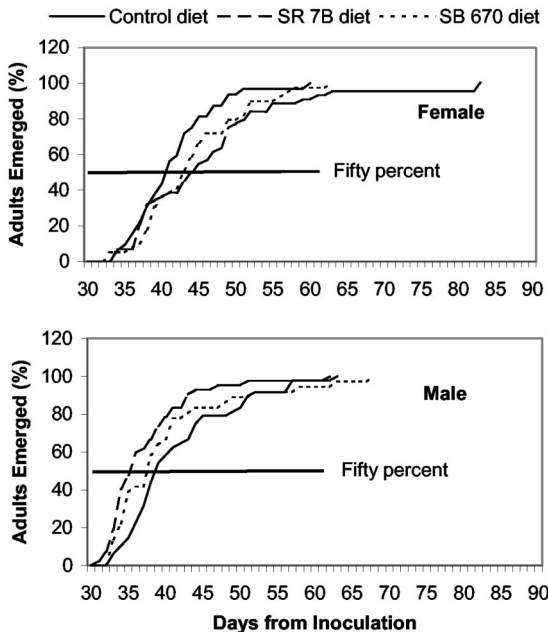 Control diet SR 7B diet SB 670 diet
120
100
80
60
40
20
0
Adults Emerged (%)
Female
Fifty percent
30 35 40 45 50 55 60 65 70 75 80 85 90
120
100
80
60
40
20
0
Adults Emerged (%)
Male
Fifty percent
30 35 40 45 50 55 60 65 70 75 80 85 90
Days from Inoculation